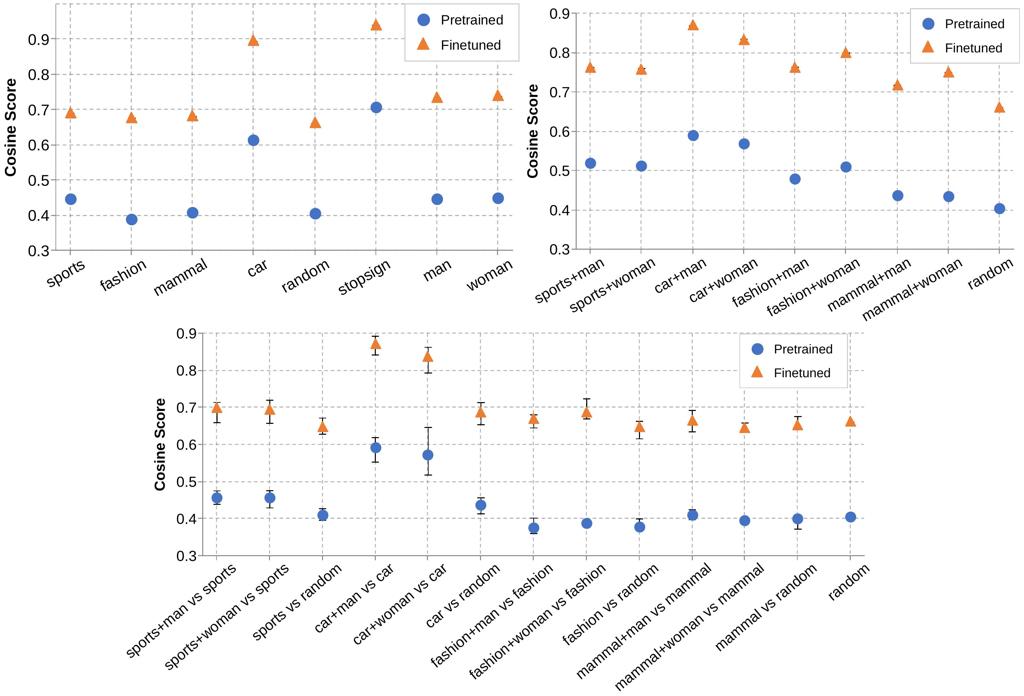 Cosine Score
0.9
0.8
0.7
0.6
0.5
0.4
0.3
Pretrained
Finetuned
sports
fashion
mammal
car
random
stopsign
man
woman
Cosine Score
0.9
0.8
0.7
0.6
0.5
0.4
0.3
Pretrained
Finetuned
sports+man
sports+woman
car+man
car+woman
fashion+man
fashion+woman
mammal+man
mammal+woman
random
Cosine Score
0.9
0.8
0.7
0.6
0.5
0.4
0.3
Pretrained
Finetuned
sports+man vs sports
sports+woman vs sports
sports vs random
car+man vs car
car+woman vs car
car vs random
fashion+man vs fashion
fashion+woman vs fashion
fashion vs random
mammal+man vs mammal
mammal+woman vs mammal
mammal vs random
random